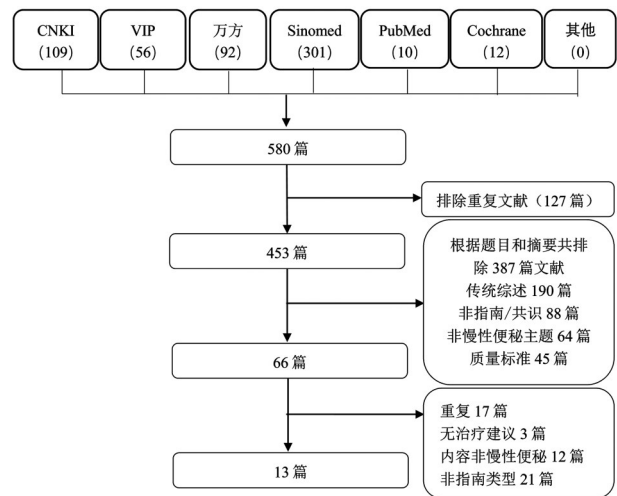 CNKI
(109)
VIP
(56)
万方
(92)
Sinomed
(301)
PubMed
(10)
Cochrane
(12)
其他
(0)
580 篇
排除重复文献（127 篇）
453 篇
根据题目和摘要共排
除 387 篇文献
传统综述 190 篇
非指南/共识 88 篇
非慢性便秘主题 64 篇
质量标准 45 篇
66 篇
重复 17 篇
无治疗建议 3 篇
内容非慢性便秘 12 篇
非指南类型 21 篇
13 篇